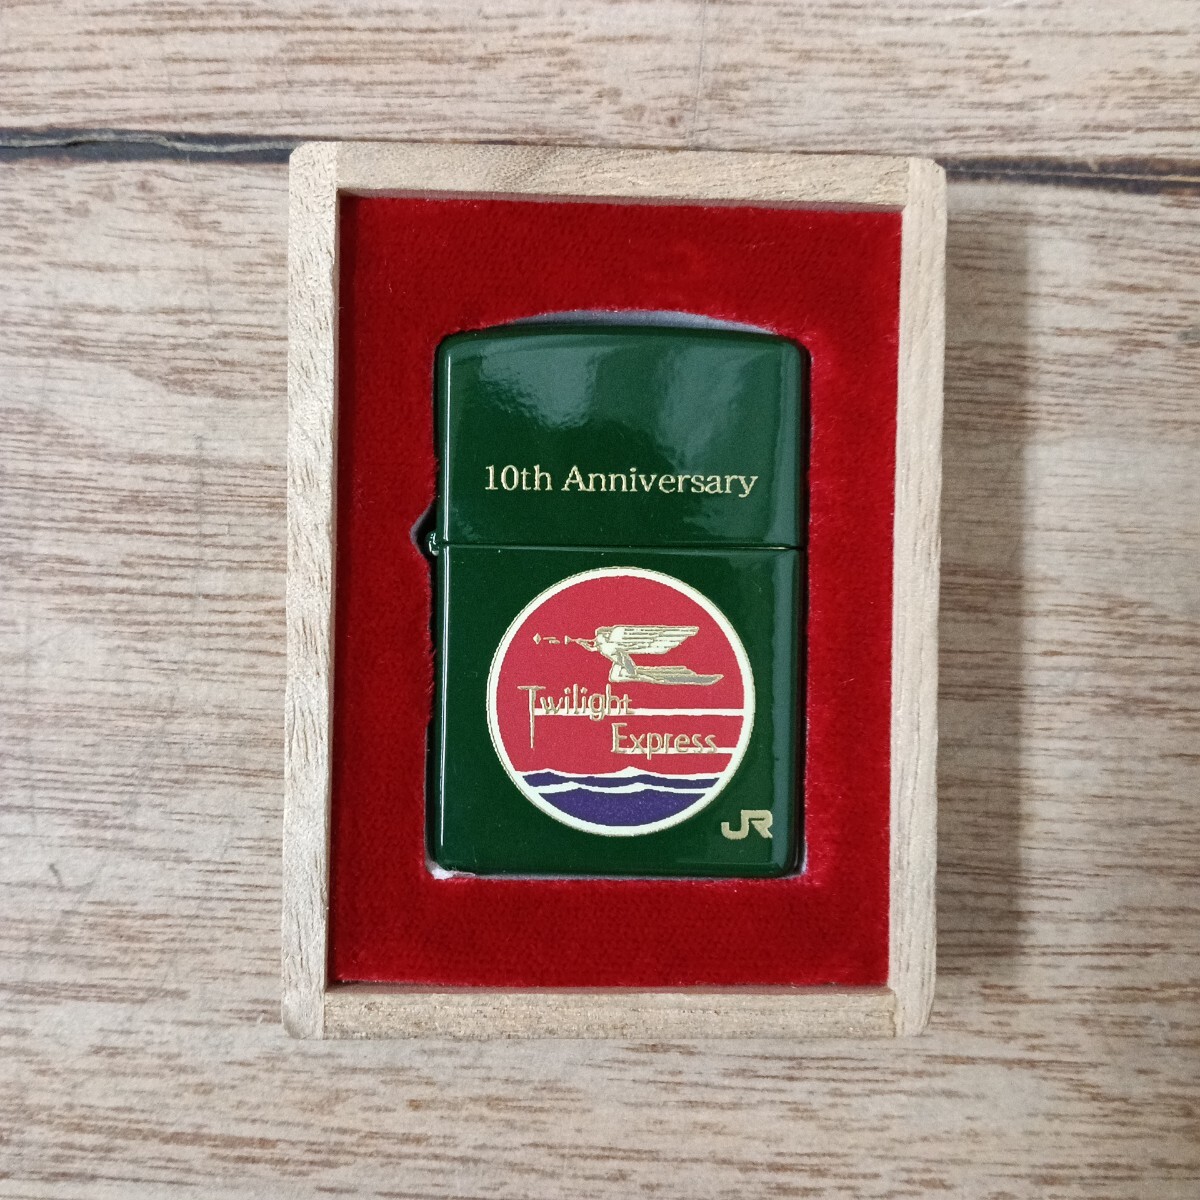 10th Anniversary
Twilight
Express
JR